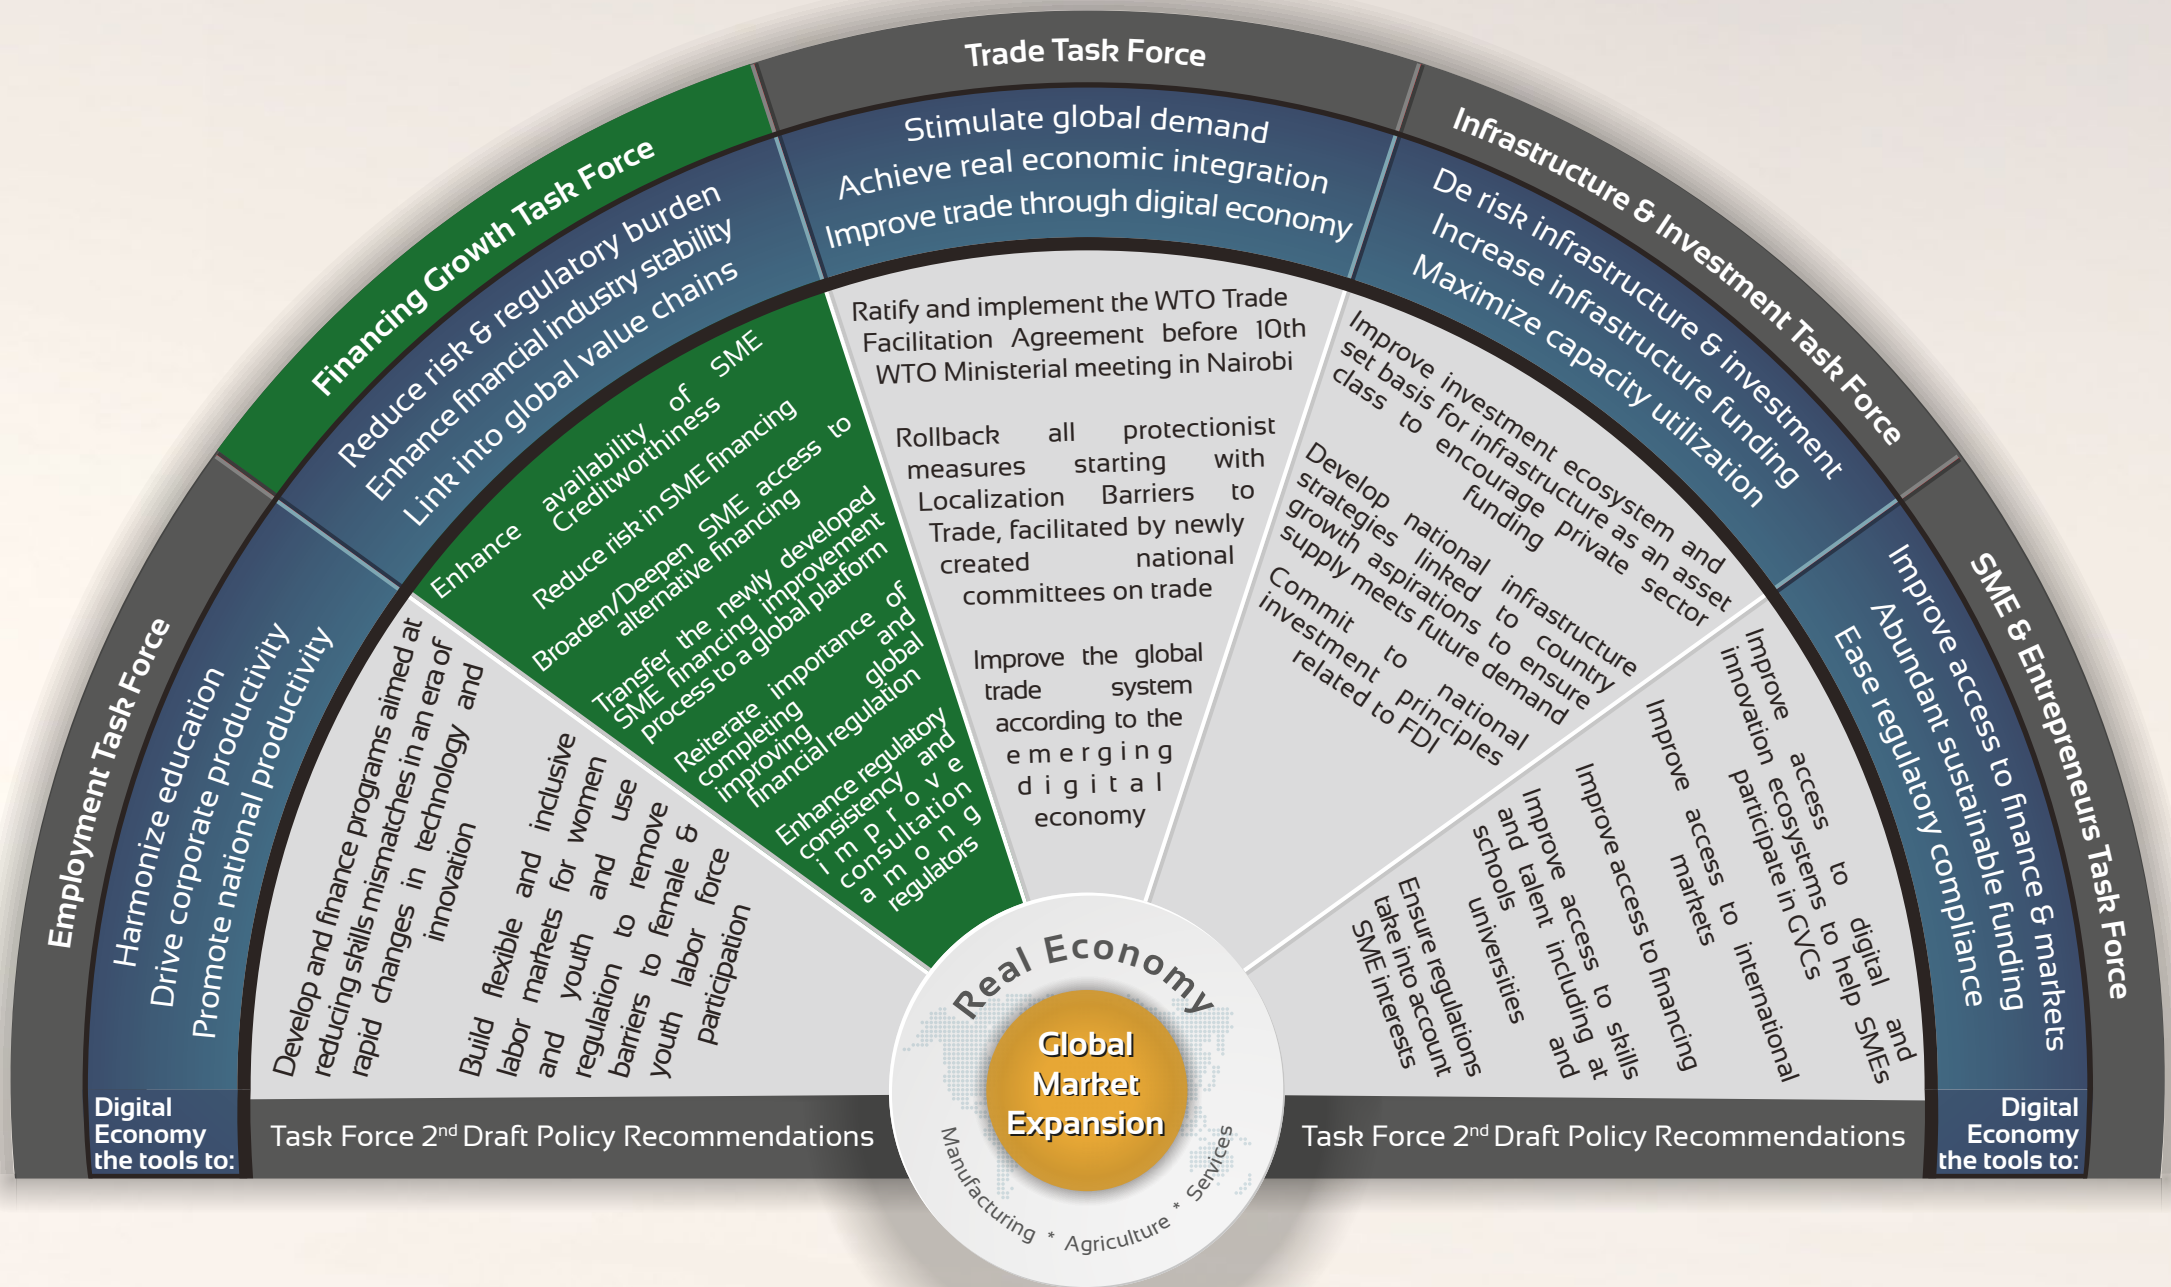 Employment Task Force
Harmonize education
Drive corporate productivity
Promote national productivity
Develop and finance programs aimed at
reducing skills mismatches in an era of
rapid changes in technology and
innovation
Build flexible and inclusive
labor markets for women
and youth and use
regulation to remove
barriers to female &
youth labor force
participation
Financing Growth Task Force
Reduce risk & regulatory burden
Enhance financial industry stability
Link into global value chains
Enhance availability of SME
Creditworthiness
Reduce risk in SME financing
Broaden/Deepen SME access to
alternative financing
Transfer the newly developed
SME financing improvement
process to a global platform
Reiterate importance of
completing and
improving global
financial regulation
Enhance regulatory
consistency and
improve
consultation
among
regulators
Trade Task Force
Stimulate global demand
Achieve real economic integration
Improve trade through digital economy
Ratify and implement the WTO Trade
Facilitation Agreement before 10th
WTO Ministerial meeting in Nairobi
Rollback all protectionist
measures starting with
Localization Barriers to
Trade, facilitated by newly
created national
committees on trade
Improve the global
trade system
according to the
emerging
digital
economy
Infrastructure & Investment Task Force
De risk infrastructure & investment
Increase infrastructure funding
Maximize capacity utilization
Improve investment ecosystem and
set basis for infrastructure as an asset
class to encourage private sector
funding
Develop national infrastructure
strategies linked to country
growth aspirations to ensure
supply meets future demand
Commit to national
investment principles
related to FDI
SME & Entrepreneurs Task Force
Improve access to finance & markets
Abundant sustainable funding
Ease regulatory compliance
Improve access to digital and
innovation ecosystems to help SMEs
participate in GVCs
Improve access to international
markets
Improve access to financing
Improve access to skills
and talent including at
schools and
universities
Ensure regulations
take into account
SME interests
Digital
Economy
the tools to:
Task Force 2nd Draft Policy Recommendations
Real Economy
Global
Market
Expansion
Manufacturing * Agriculture * Services
Task Force 2nd Draft Policy Recommendations
Digital
Economy
the tools to: